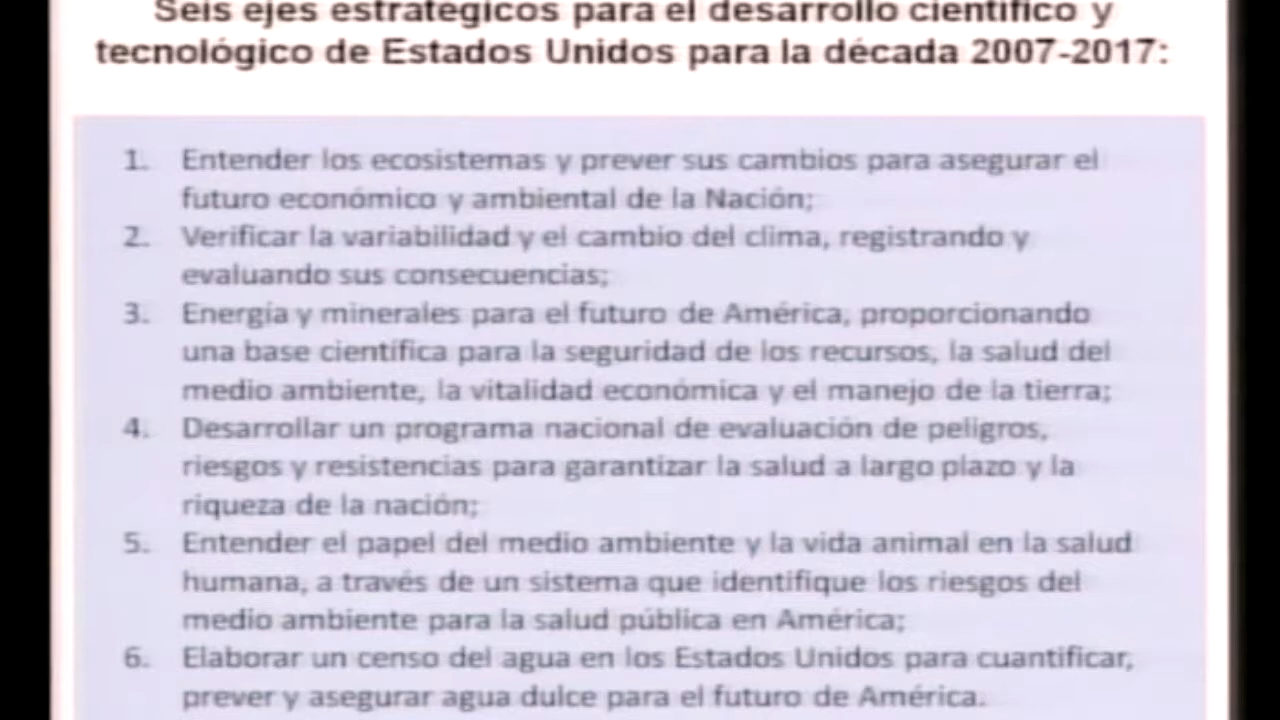 Seis ejes estratégicos para el desarrollo científico y
tecnológico de Estados Unidos para la década 2007-2017:
1. Entender los ecosistemas y prever sus cambios para asegurar el
futuro económico y ambiental de la Nación;
2. Verificar la variabilidad y el cambio del clima, registrando y
evaluando sus consecuencias;
3. Energía y minerales para el futuro de América, proporcionando
una base científica para la seguridad de los recursos, la salud del
medio ambiente, la vitalidad económica y el manejo de la tierra;
4. Desarrollar un programa nacional de evaluación de peligros,
riesgos y resistencias para garantizar la salud a largo plazo y la
riqueza de la nación;
5. Entender el papel del medio ambiente y la vida animal en la salud
humana, a través de un sistema que identifique los riesgos del
medio ambiente para la salud pública en América;
6. Elaborar un censo del agua en los Estados Unidos para cuantificar,
prever y asegurar agua dulce para el futuro de América.